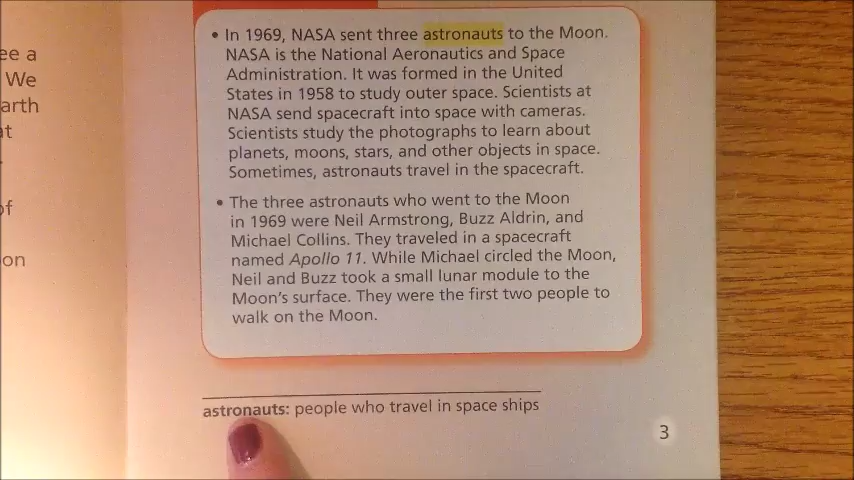 ee a
We
arth
at
of
on
• In 1969, NASA sent three astronauts to the Moon.
NASA is the National Aeronautics and Space
Administration. It was formed in the United
States in 1958 to study outer space. Scientists at
NASA send spacecraft into space with cameras.
Scientists study the photographs to learn about
planets, moons, stars, and other objects in space.
Sometimes, astronauts travel in the spacecraft.
• The three astronauts who went to the Moon
in 1969 were Neil Armstrong, Buzz Aldrin, and
Michael Collins. They traveled in a spacecraft
named Apollo 11. While Michael circled the Moon,
Neil and Buzz took a small lunar module to the
Moon's surface. They were the first two people to
walk on the Moon.
astronauts: people who travel in space ships
3